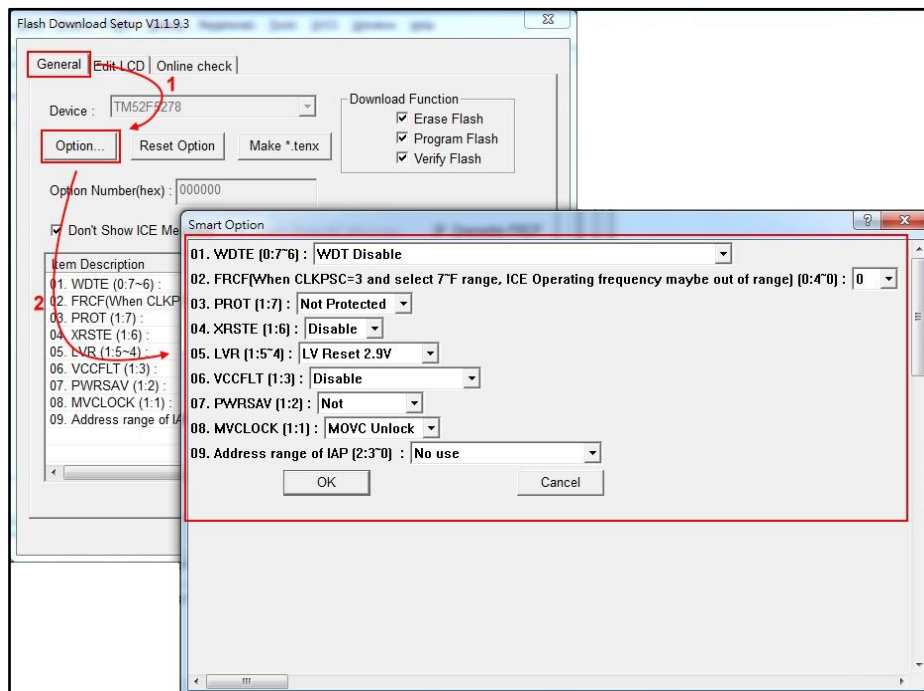 Flash Download Setup V1.1.9.3
General Edit LCD Online check
1
Device : TM52F5278
Download Function
Erase Flash
Program Flash
Verify Flash
Option... Reset Option Make *.tenx
Option Number(hex) : 000000
Don't Show ICE Me
Item Description
01. WDTE (0:7~6) :
02. FRCF(When CLKP
03. PROT (1:7) :
04. XRSTE (1:6) :
05. LVR (1:5~4) :
06. VCCFLT (1:3) :
07. PWRSAV (1:2) :
08. MVCLOCK (1:1) :
09. Address range of IA
2
Smart Option
01. WDTE (0:7~6) : WDT Disable
02. FRCF(When CLKPSC=3 and select 7~F range, ICE Operating frequency maybe out of range) (0:4~0) : 0
03. PROT (1:7) : Not Protected
04. XRSTE (1:6) : Disable
05. LVR (1:5~4) : LV Reset 2.9V
06. VCCFLT (1:3) : Disable
07. PWRSAV (1:2) : Not
08. MVCLOCK (1:1) : MOVC Unlock
09. Address range of IAP (2:3~0) : No use
OK Cancel